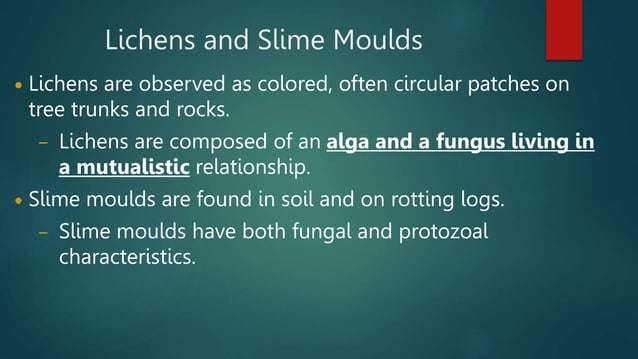 Lichens and Slime Moulds
• Lichens are observed as colored, often circular patches on
tree trunks and rocks.
– Lichens are composed of an alga and a fungus living in
a mutualistic relationship.
• Slime moulds are found in soil and on rotting logs.
– Slime moulds have both fungal and protozoal
characteristics.